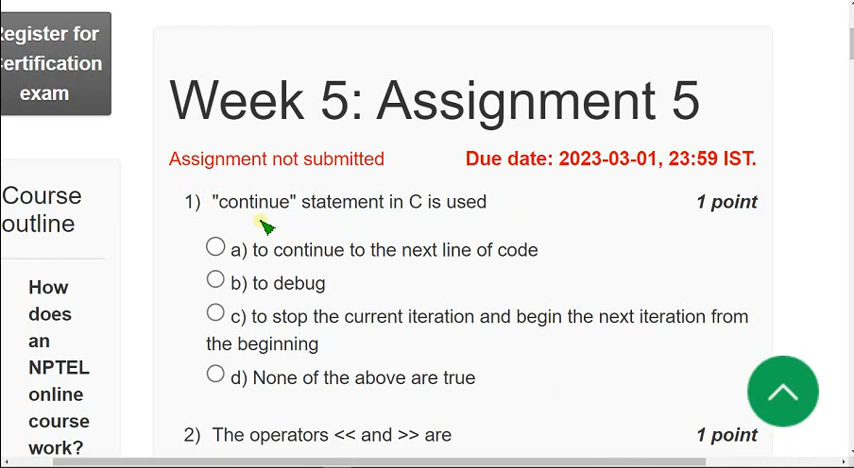 Register for
Certification
exam
Week 5: Assignment 5
Assignment not submitted
Due date: 2023-03-01, 23:59 IST.
Course
outline
How
does
an
NPTEL
online
course
work?
1) "continue" statement in C is used
1 point
a) to continue to the next line of code
b) to debug
c) to stop the current iteration and begin the next iteration from
the beginning
d) None of the above are true
2) The operators << and >> are
1 point